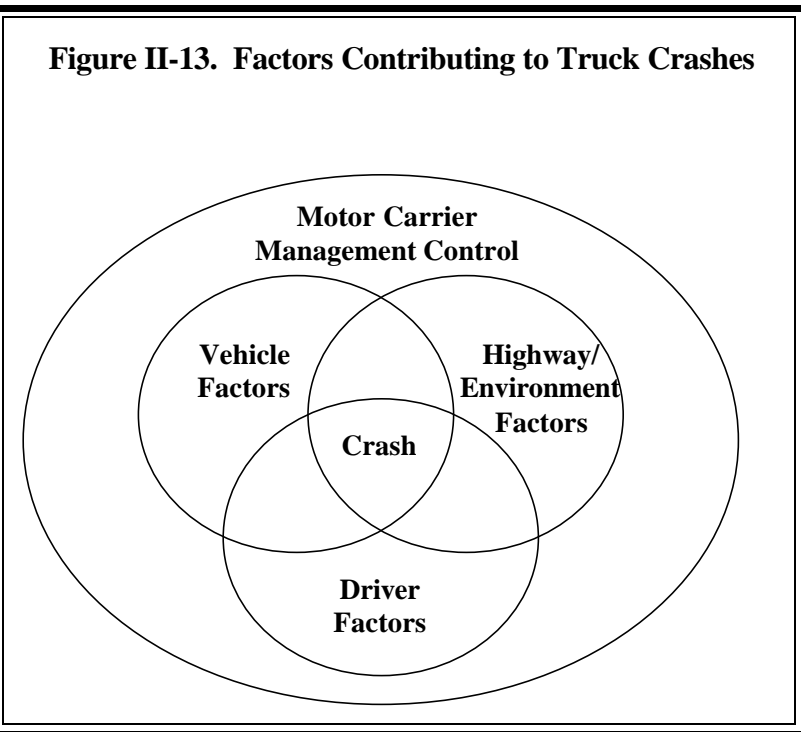 Figure II-13. Factors Contributing to Truck Crashes
Motor Carrier
Management Control
Vehicle
Factors
Highway/
Environment
Factors
Crash
Driver
Factors